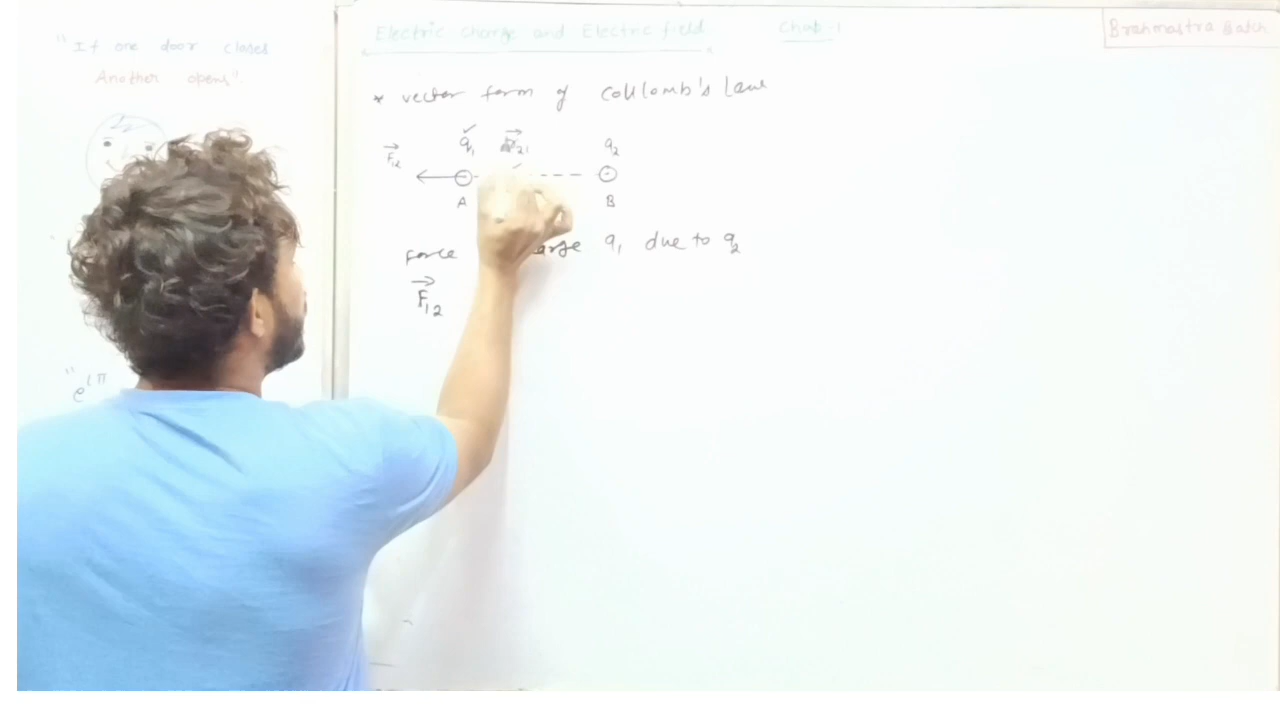 "If one door closes
Another opens".
"e^iπ
Electric Charge and Electric field Chap-1
Brahmastra Batch
* vector form of Coulomb's Law
F₁₂ q₁ q₂
A B
Force q₁ due to q₂
F₁₂